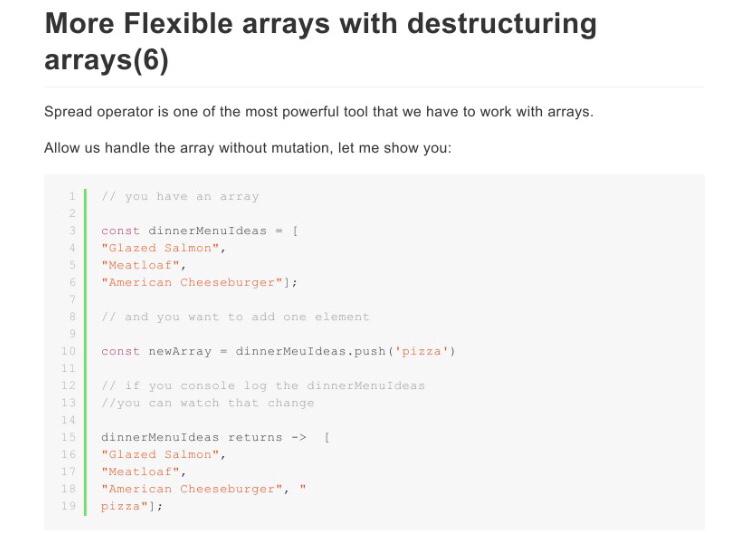 More Flexible arrays with destructuring
arrays(6)
Spread operator is one of the most powerful tool that we have to work with arrays.
Allow us handle the array without mutation, let me show you:
1 // you have an array
2
3 const dinnerMenuIdeas = [
4 "Glazed Salmon",
5 "Meatloaf",
6 "American Cheeseburger"];
7
8 // and you want to add one element
9
10 const newArray = dinnerMeuIdeas.push('pizza')
11
12 // if you console log the dinnerMenuIdeas
13 //you can watch that change
14
15 dinnerMenuIdeas returns -> [
16 "Glazed Salmon",
17 "Meatloaf",
18 "American Cheeseburger", "
19 pizza"];